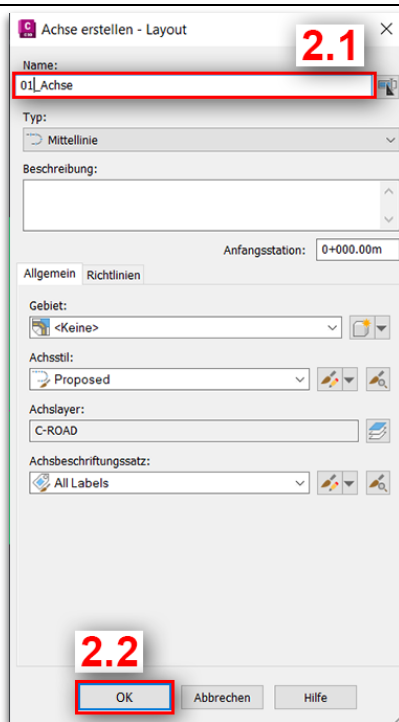 Achse erstellen - Layout
2.1
Name:
01_Achse
Typ:
Mittellinie
Beschreibung:
Anfangsstation: 0+000.00m
Allgemein Richtlinien
Gebiet:
<Keine>
Achsstil:
Proposed
Achslayer:
C-ROAD
Achsbeschriftungssatz:
All Labels
2.2
OK Abbrechen Hilfe